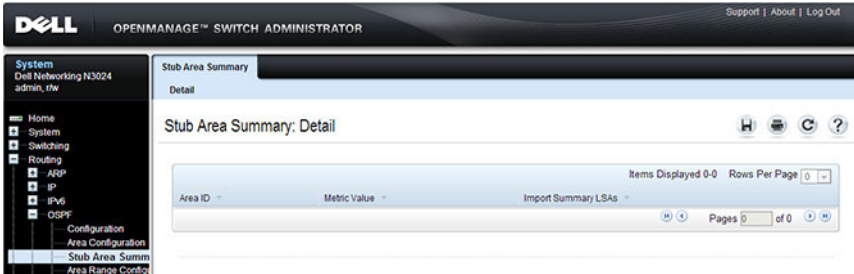 DELL OPENMANAGE™ SWITCH ADMINISTRATOR
Support | About | Log Out
System
Dell Networking N3024
admin, r/w
Home
System
Switching
Routing
ARP
IP
IPv6
OSPF
Configuration
Area Configuration
Stub Area Summ
Area Range Config
Stub Area Summary
Detail
Stub Area Summary: Detail
Items Displayed 0-0 Rows Per Page 0
Area ID Metric Value Import Summary LSAs
Pages 0 of 0